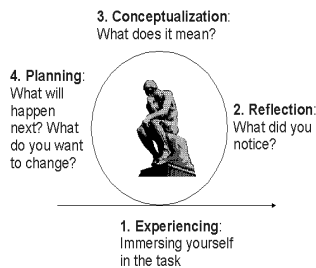 3. Conceptualization:
What does it mean?
4. Planning:
What will
happen
next? What
do you want
to change?
2. Reflection:
What did you
notice?
1. Experiencing:
Immersing yourself
in the task